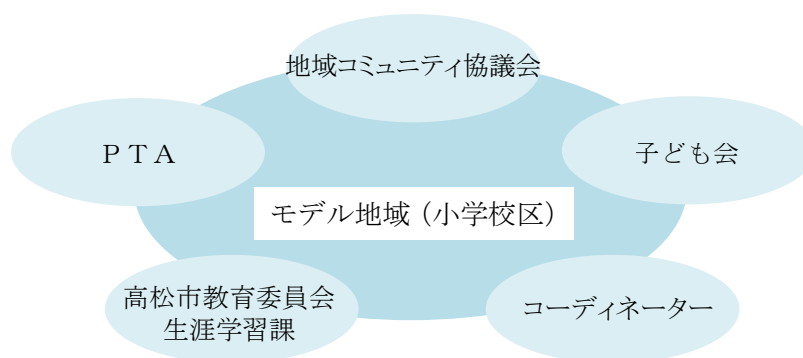 地域コミュニティ協議会
ＰＴＡ
子ども会
モデル地域（小学校区）
高松市教育委員会
生涯学習課
コーディネーター